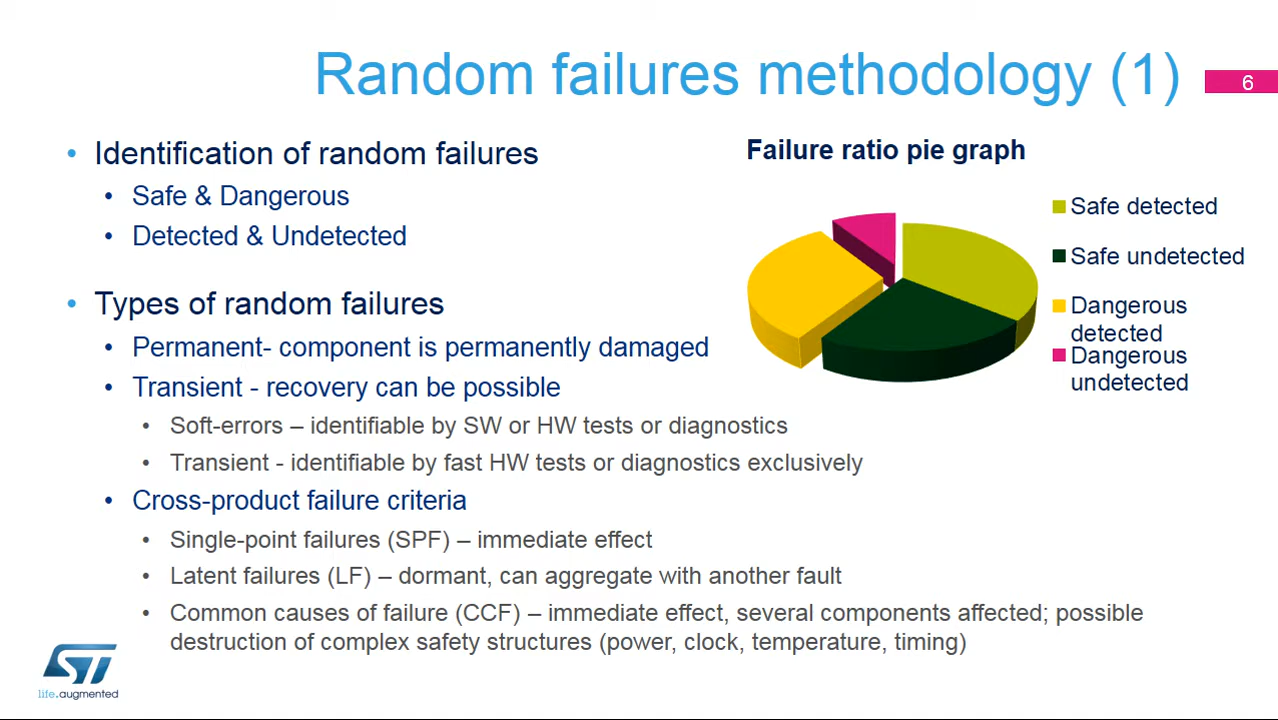 Random failures methodology (1)
6
• Identification of random failures
• Safe & Dangerous
• Detected & Undetected
• Types of random failures
• Permanent- component is permanently damaged
• Transient - recovery can be possible
• Soft-errors – identifiable by SW or HW tests or diagnostics
• Transient - identifiable by fast HW tests or diagnostics exclusively
• Cross-product failure criteria
• Single-point failures (SPF) – immediate effect
• Latent failures (LF) – dormant, can aggregate with another fault
• Common causes of failure (CCF) – immediate effect, several components affected; possible
destruction of complex safety structures (power, clock, temperature, timing)
Failure ratio pie graph
Safe detected
Safe undetected
Dangerous
detected
Dangerous
undetected
ST
life.augmented